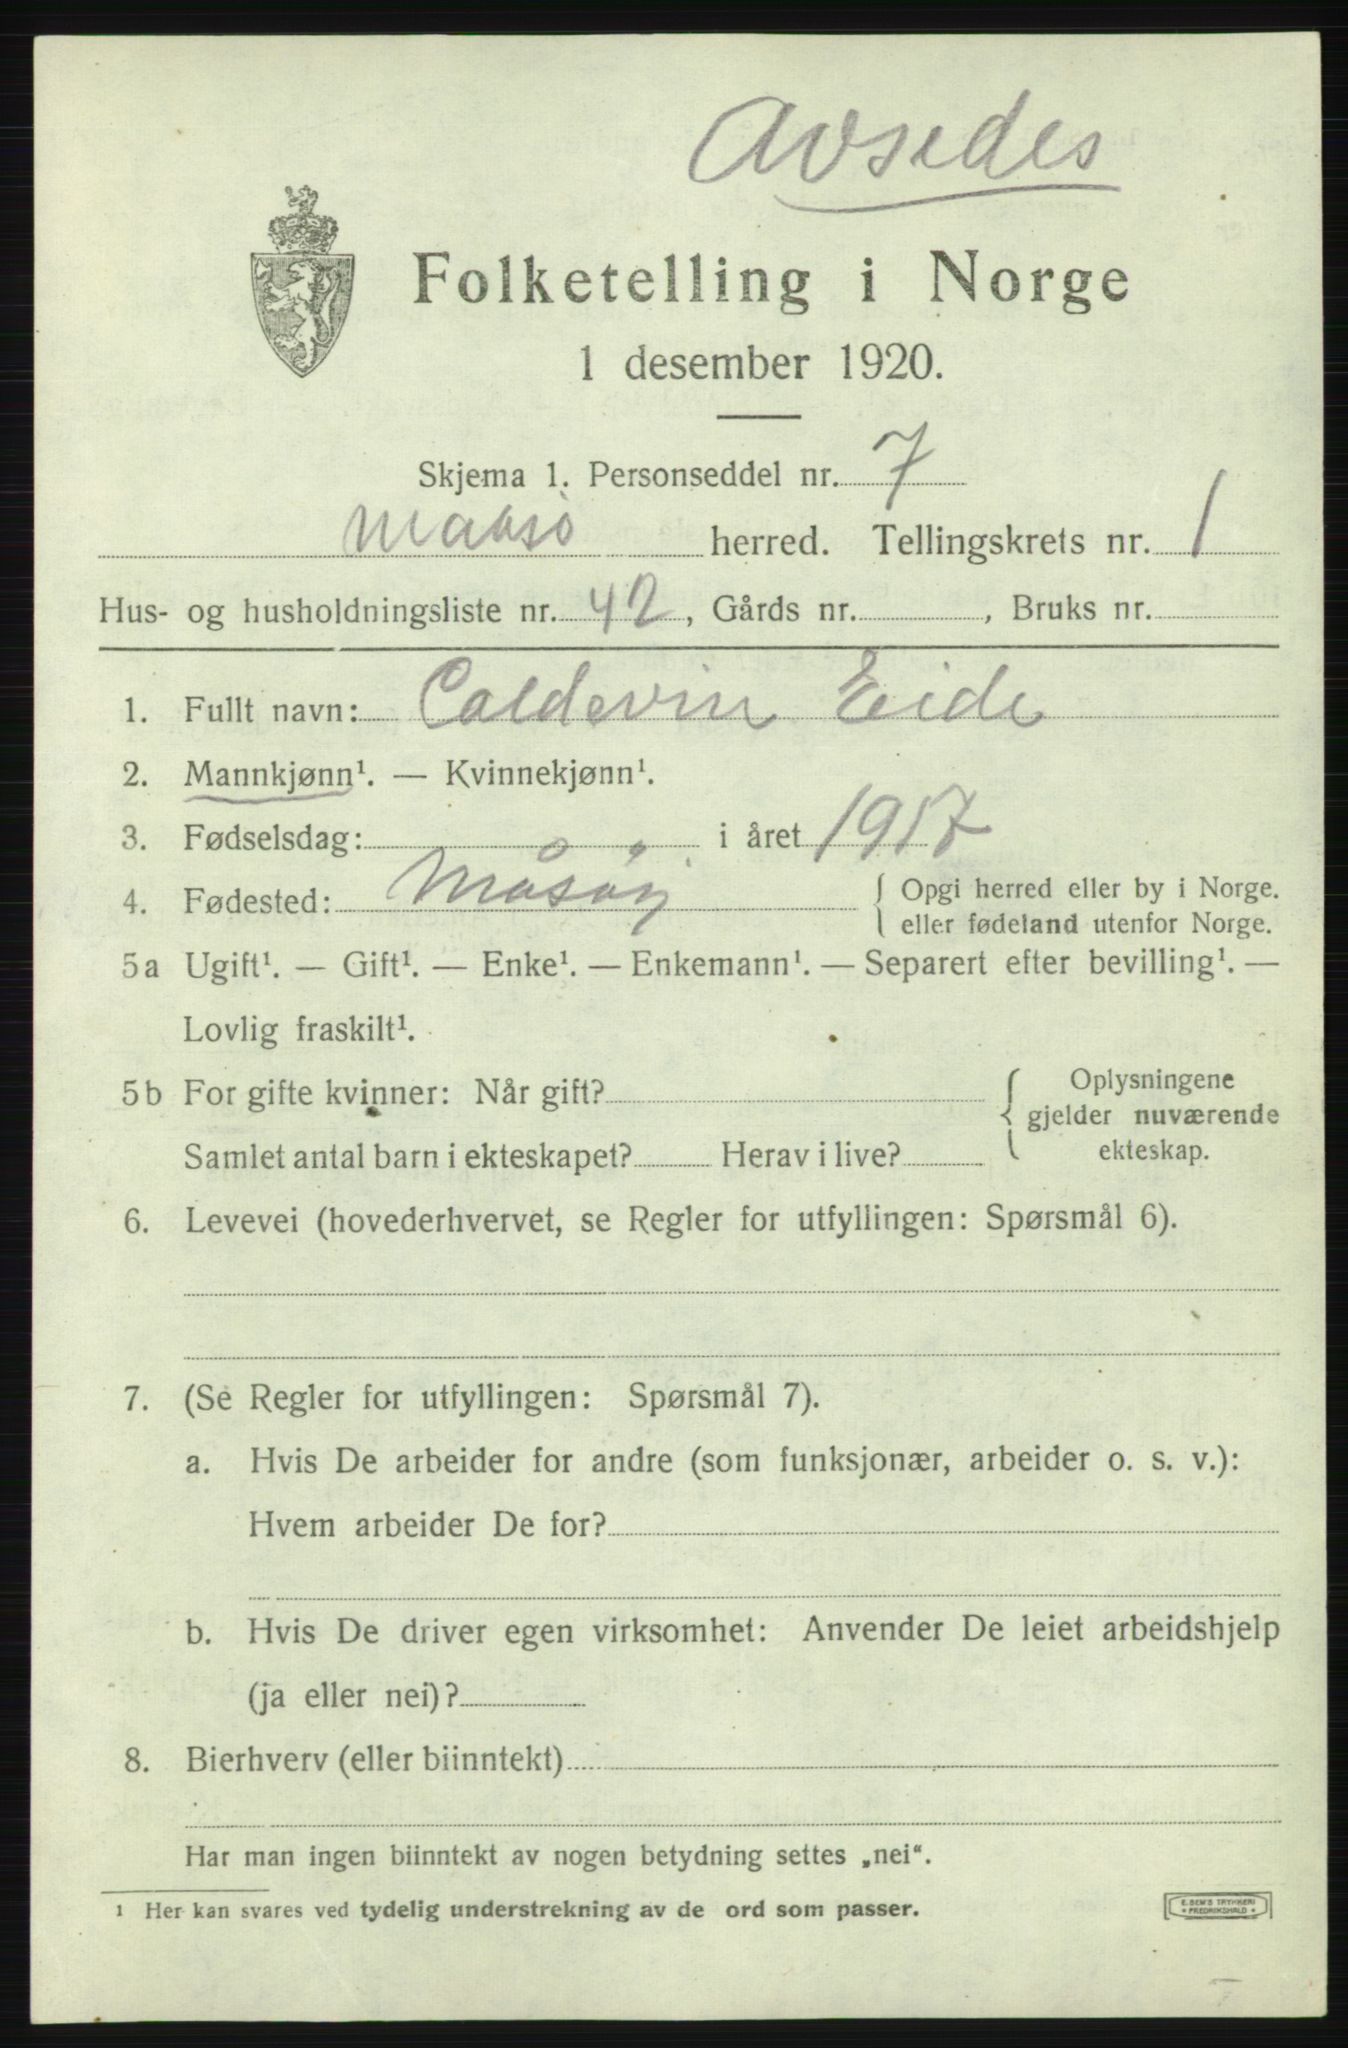 Avsedes
Folketelling i Norge
1 desember 1920.
Skjema 1. Personseddel nr. 7
Maasø herred. Tellingskrets nr. 1
Hus- og husholdningsliste nr. 42, Gårds nr. , Bruks nr.
1. Fullt navn: Caldevin Eide
2. Mannkjønn¹. — Kvinnekjønn¹.
3. Fødselsdag: i året 1917
4. Fødested: Måsøy { Opgi herred eller by i Norge.
eller fødeland utenfor Norge.
5a Ugift¹. — Gift¹. — Enke¹. — Enkemann¹. — Separert efter bevilling¹. —
Lovlig fraskilt¹.
5b For gifte kvinner: Når gift? { Oplysningene
gjelder nuværende
Samlet antal barn i ekteskapet? Herav i live? ekteskap.
6. Levevei (hovederhvervet, se Regler for utfyllingen: Spørsmål 6).
7. (Se Regler for utfyllingen: Spørsmål 7).
a. Hvis De arbeider for andre (som funksjonær, arbeider o. s. v.):
Hvem arbeider De for?
b. Hvis De driver egen virksomhet: Anvender De leiet arbeidshjelp
(ja eller nei)?
8. Bierhverv (eller biinntekt)
Har man ingen biinntekt av nogen betydning settes „nei“.
¹ Her kan svares ved tydelig understrekning av de ord som passer.
E. SEM'S TRYKKERI
* FREDRIKSHALD *